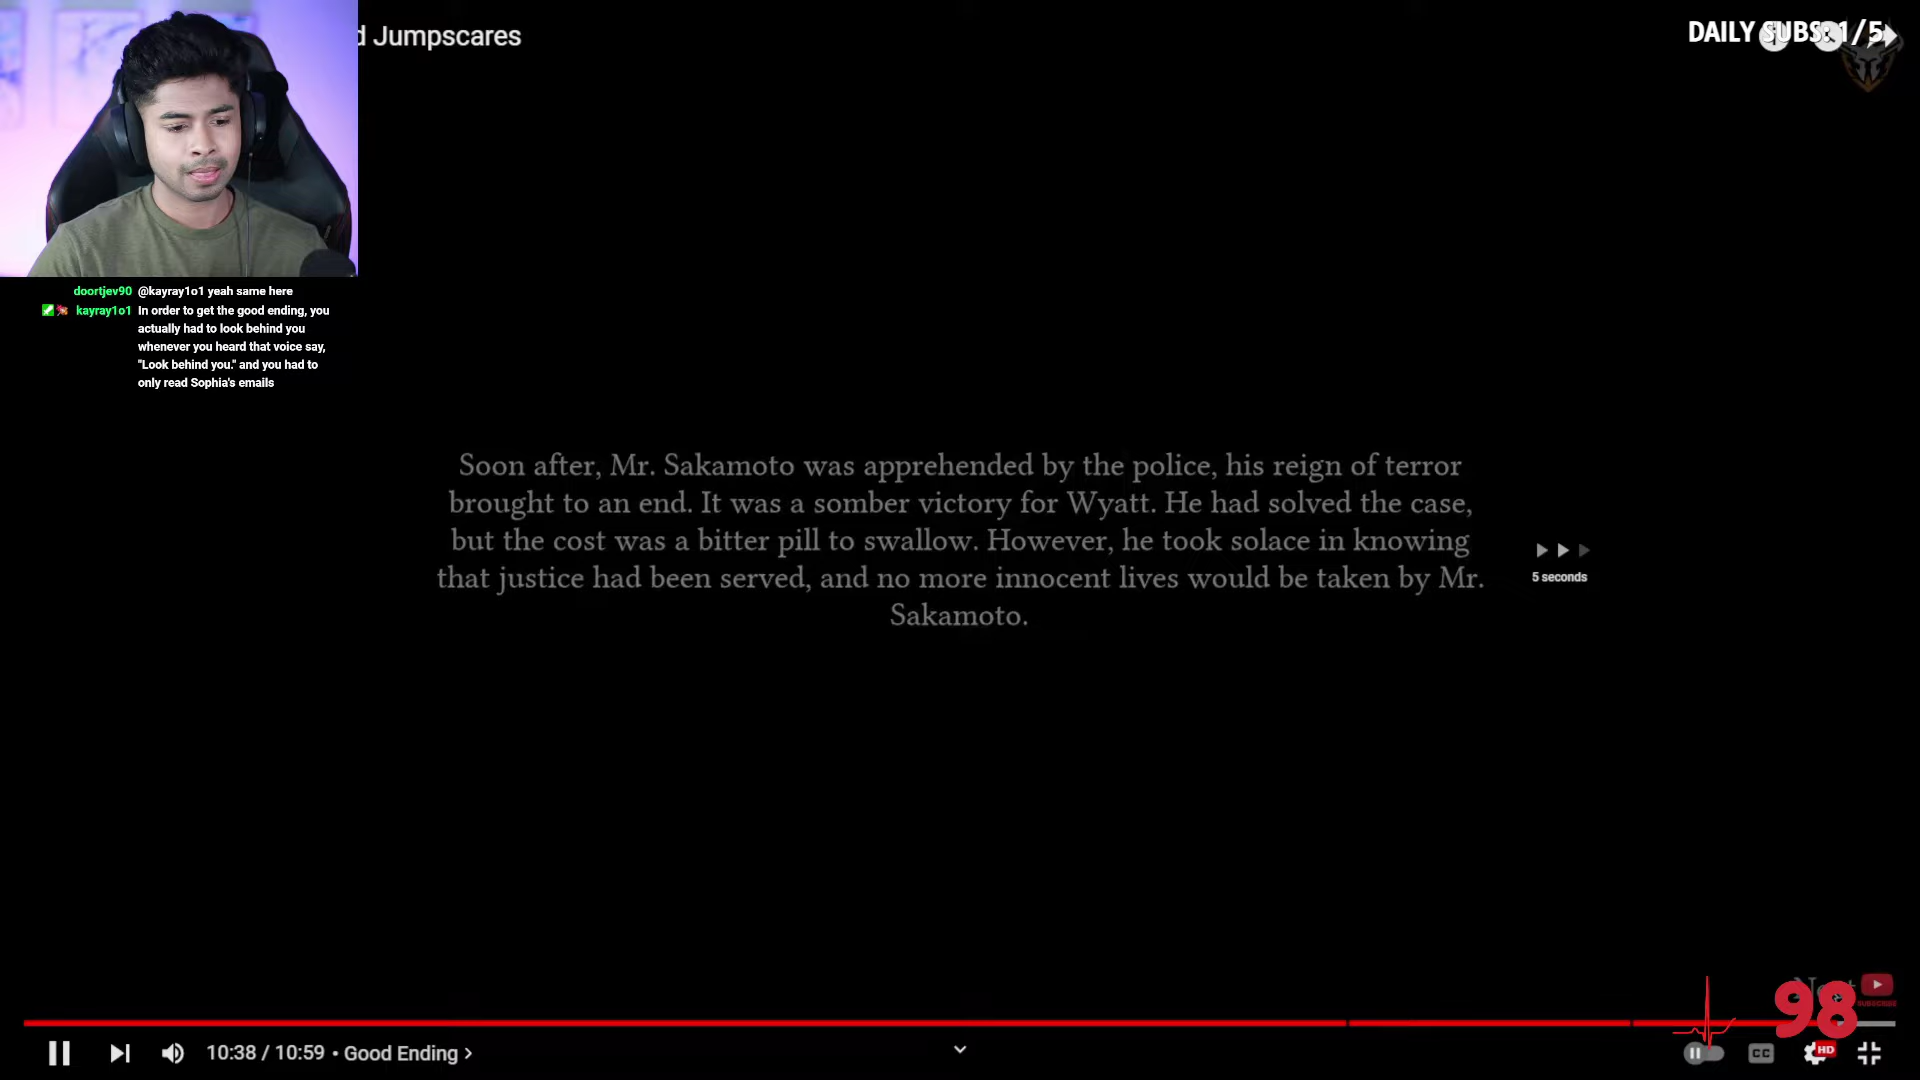 d Jumpscares
DAILY SUBS: 1/5
doortjev90 @kayray1o1 yeah same here
kayray1o1 In order to get the good ending, you
actually had to look behind you
whenever you heard that voice say,
"Look behind you." and you had to
only read Sophia's emails
Soon after, Mr. Sakamoto was apprehended by the police, his reign of terror
brought to an end. It was a somber victory for Wyatt. He had solved the case,
but the cost was a bitter pill to swallow. However, he took solace in knowing
that justice had been served, and no more innocent lives would be taken by Mr.
Sakamoto.
5 seconds
98
SUBSCRIBE
10:38 / 10:59 • Good Ending >
CC
HD